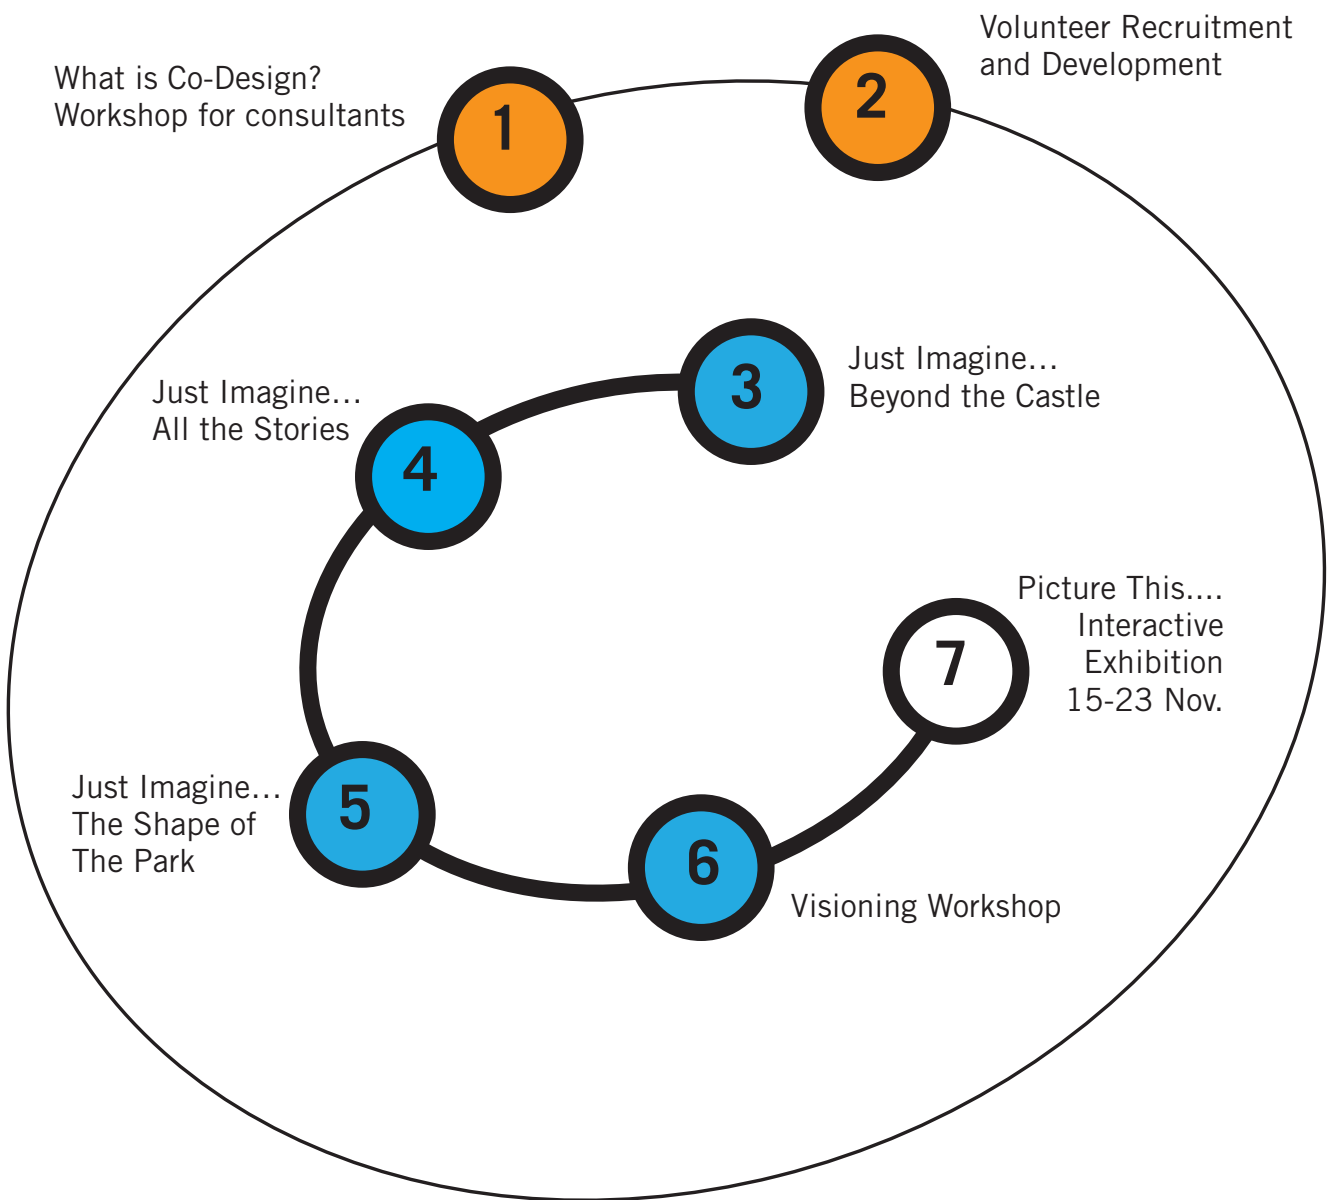 What is Co-Design?
Workshop for consultants
1
Volunteer Recruitment
and Development
2
3
Just Imagine…
Beyond the Castle
Just Imagine…
All the Stories
4
Just Imagine…
The Shape of
The Park
5
6
Visioning Workshop
7
Picture This....
Interactive
Exhibition
15-23 Nov.